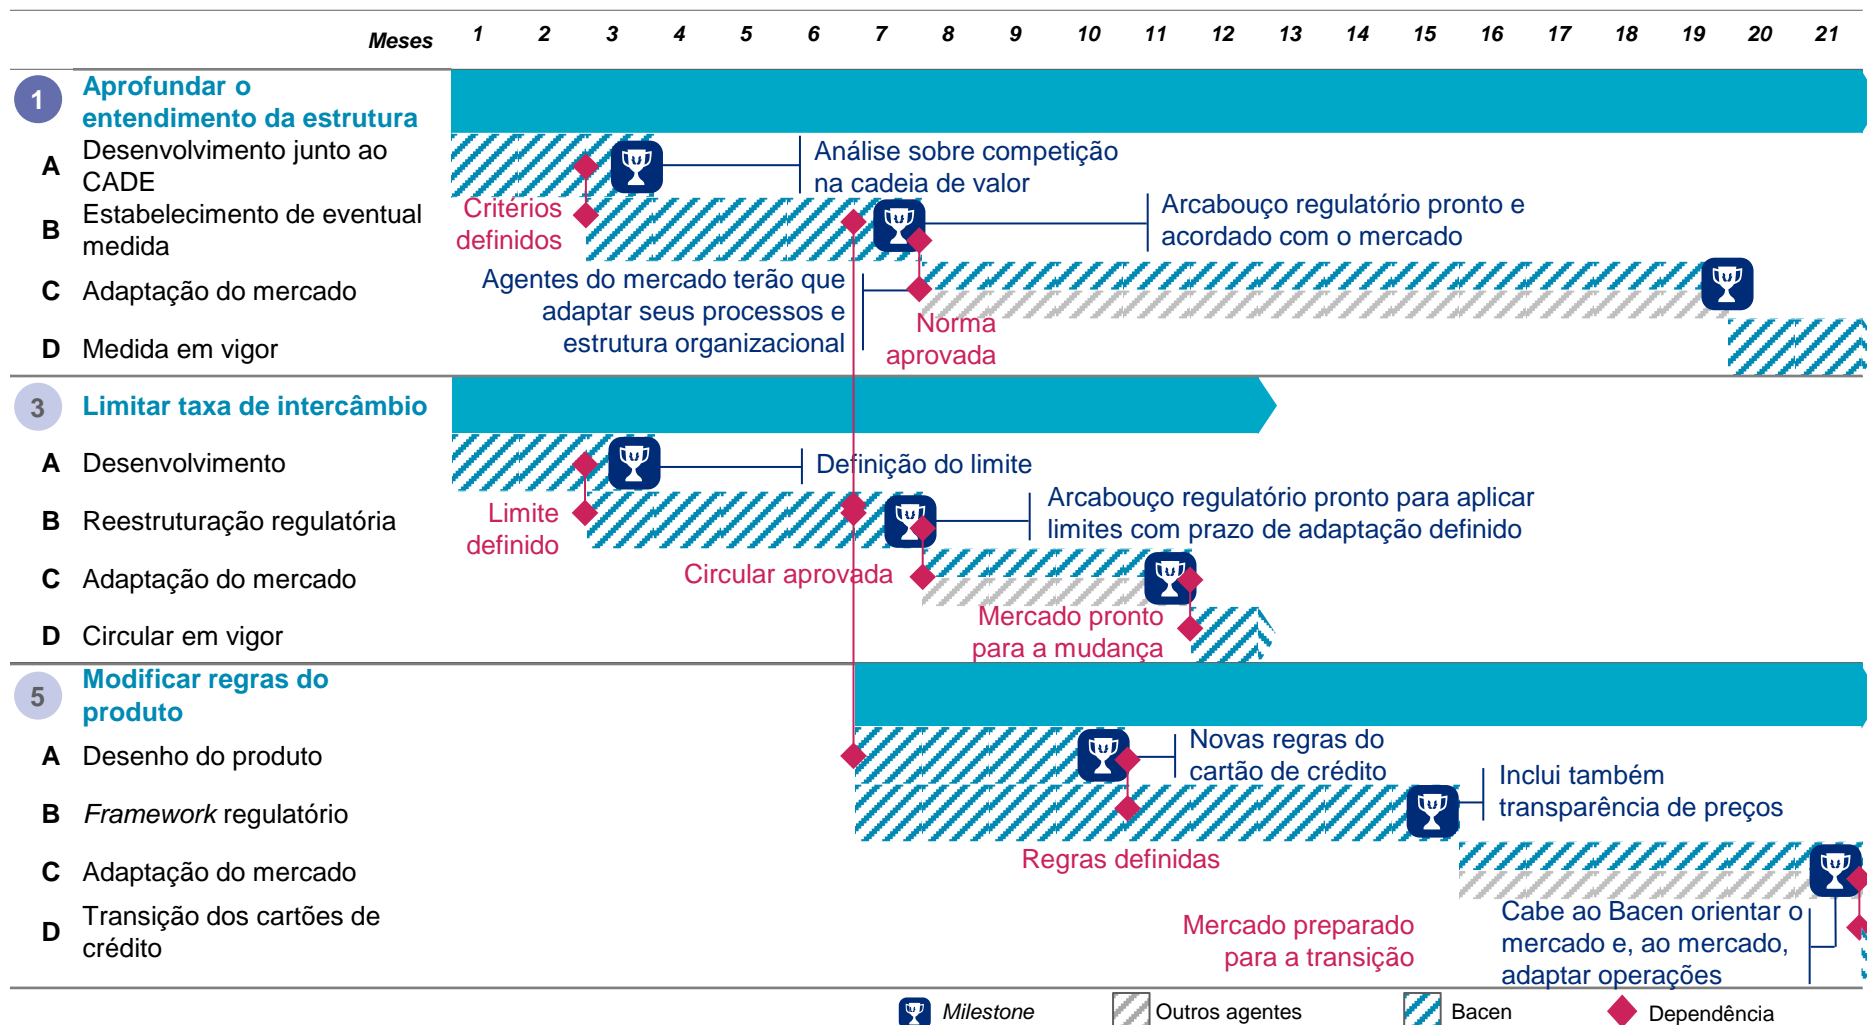 Meses 1 2 3 4 5 6 7 8 9 10 11 12 13 14 15 16 17 18 19 20 21
1
Aprofundar o
entendimento da estrutura
A
Desenvolvimento junto ao
CADE
Análise sobre competição
na cadeia de valor
B
Estabelecimento de eventual
medida
Critérios
definidos
Arcabouço regulatório pronto e
acordado com o mercado
C
Adaptação do mercado
Agentes do mercado terão que
adaptar seus processos e
estrutura organizacional
Norma
aprovada
D
Medida em vigor
3
Limitar taxa de intercâmbio
A
Desenvolvimento
Definição do limite
B
Reestruturação regulatória
Limite
definido
Arcabouço regulatório pronto para aplicar
limites com prazo de adaptação definido
C
Adaptação do mercado
Circular aprovada
D
Circular em vigor
Mercado pronto
para a mudança
5
Modificar regras do
produto
A
Desenho do produto
Novas regras do
cartão de crédito
B
Framework regulatório
Inclui também
transparência de preços
Regras definidas
C
Adaptação do mercado
D
Transição dos cartões de
crédito
Mercado preparado
para a transição
Cabe ao Bacen orientar o
mercado e, ao mercado,
adaptar operações
Milestone
Outros agentes
Bacen
Dependência